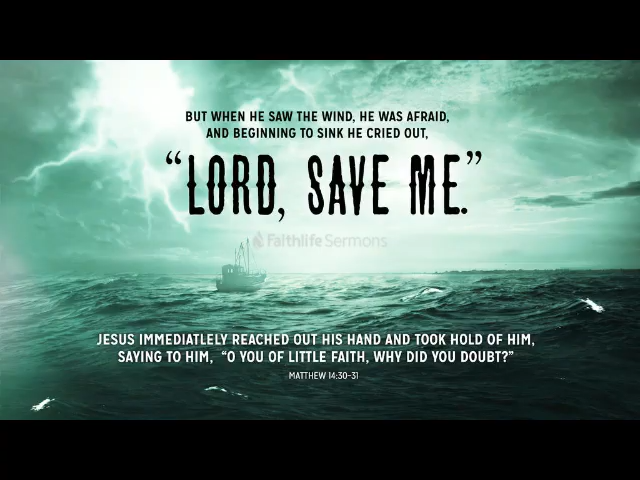 BUT WHEN HE SAW THE WIND, HE WAS AFRAID,
AND BEGINNING TO SINK HE CRIED OUT,
“LORD, SAVE ME.”
Faithlife Sermons
JESUS IMMEDIATLELY REACHED OUT HIS HAND AND TOOK HOLD OF HIM,
SAYING TO HIM, “O YOU OF LITTLE FAITH, WHY DID YOU DOUBT?”
MATTHEW 14:30-31